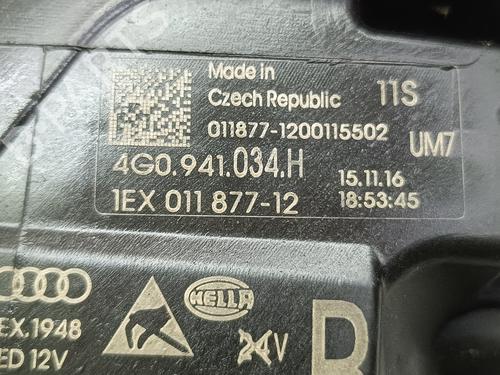 Made in
Czech Republic
11S
011877-1200115502
UM7
4G0.941.034.H
15.11.16
1EX 011 877-12
18:53:45
HELLA
EX.1948
24V
ED 12V